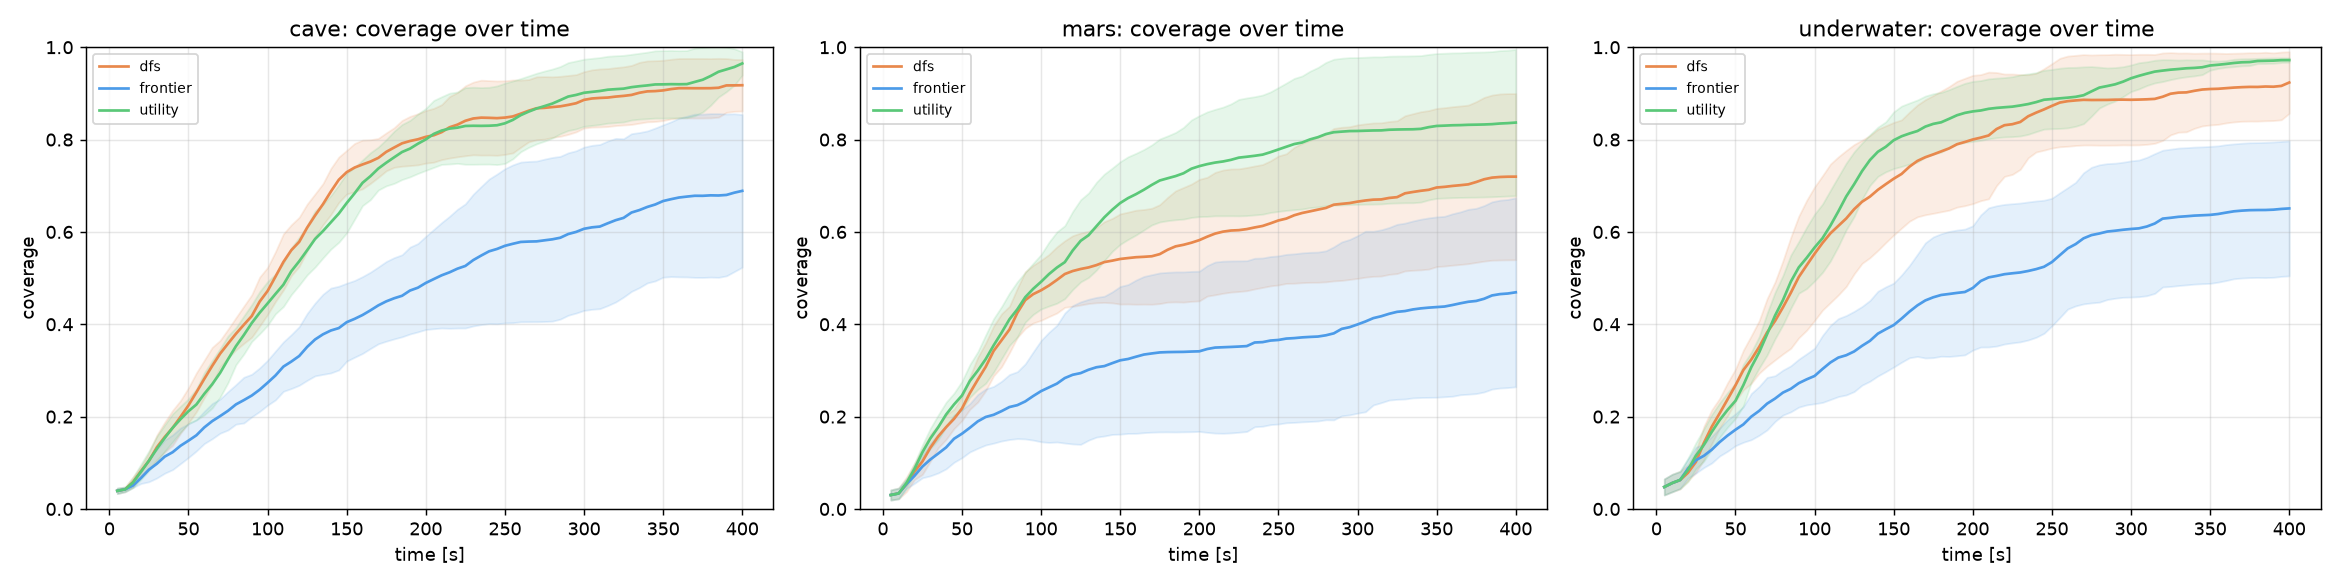 cave: coverage over time
1.0
0.8
0.6
0.4
0.2
0.0
coverage
dfs
frontier
utility
0 50 100 150 200 250 300 350 400
time [s]
mars: coverage over time
1.0
0.8
0.6
0.4
0.2
0.0
coverage
dfs
frontier
utility
0 50 100 150 200 250 300 350 400
time [s]
underwater: coverage over time
1.0
0.8
0.6
0.4
0.2
0.0
coverage
dfs
frontier
utility
0 50 100 150 200 250 300 350 400
time [s]